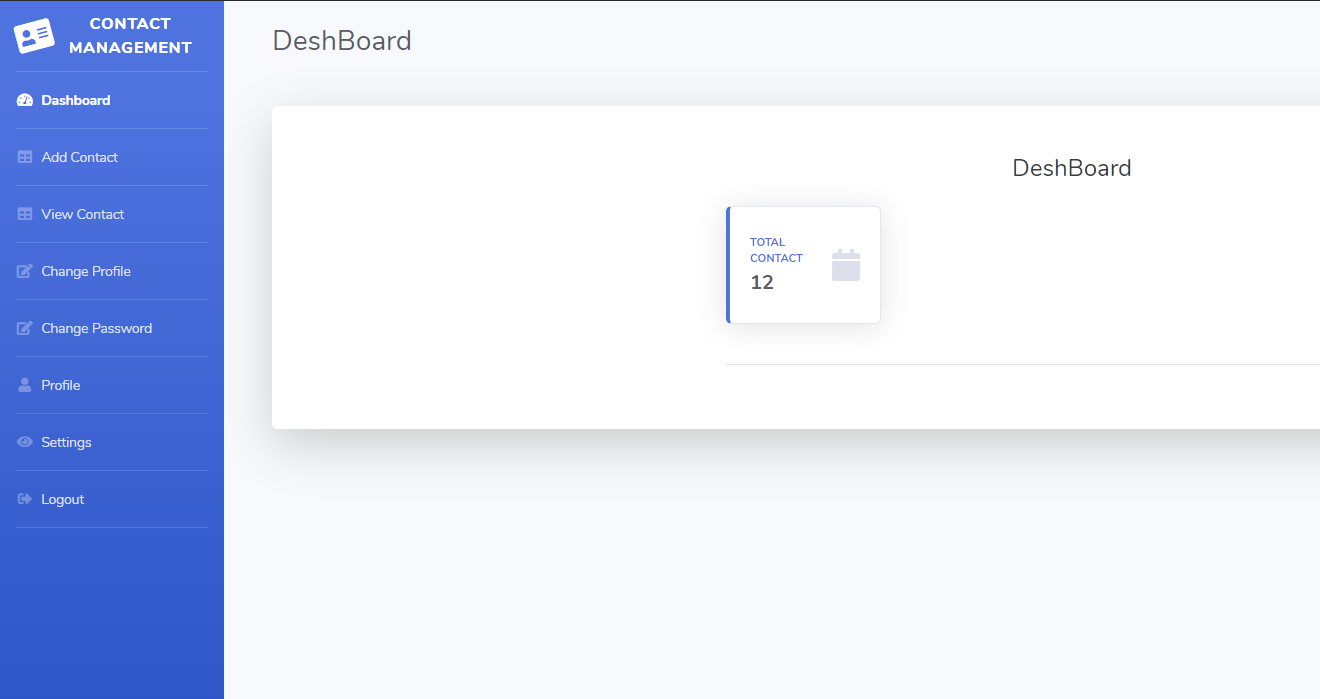 CONTACT
MANAGEMENT
Dashboard
Add Contact
View Contact
Change Profile
Change Password
Profile
Settings
Logout
DeshBoard
DeshBoard
TOTAL
CONTACT
12